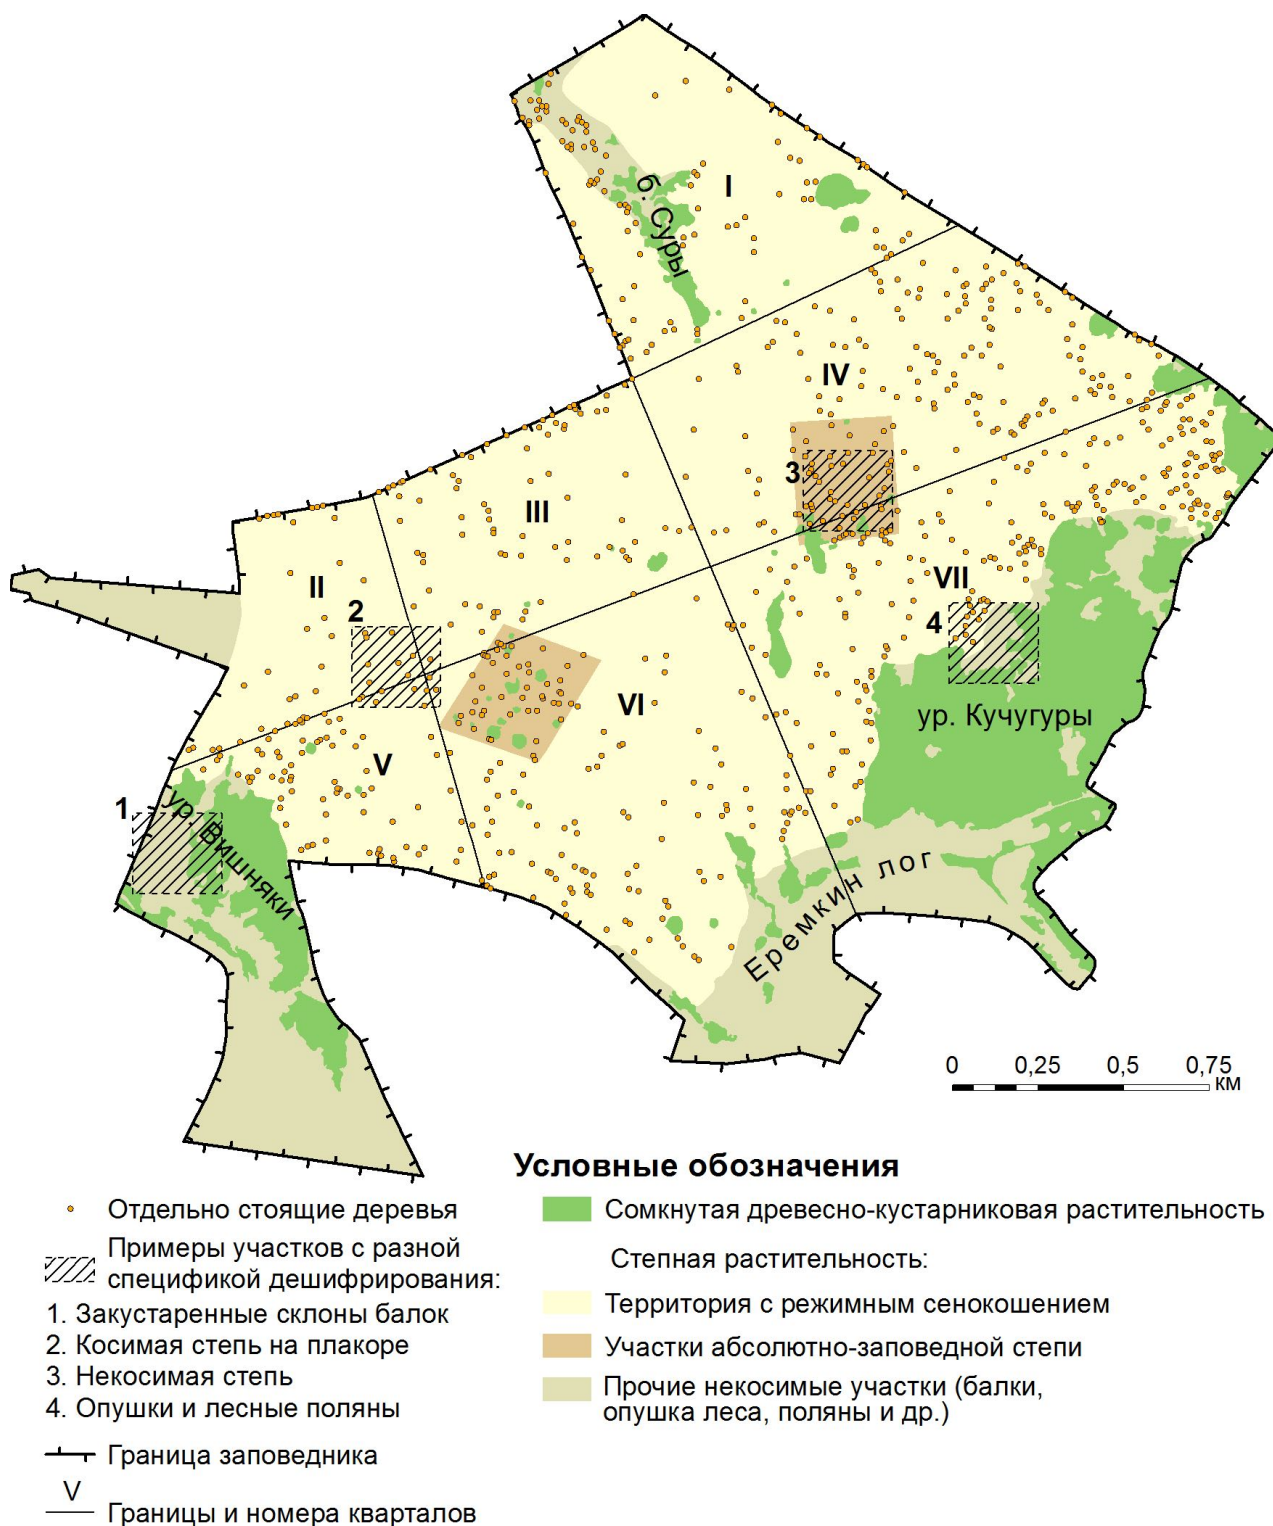 б. Суры
I
IV
3
III
II
2
VII
4
VI
ур. Кучугуры
V
1
ур. Вишняки
Еремкин лог
0 0,25 0,5 0,75
км
Условные обозначения
Отдельно стоящие деревья
Примеры участков с разной
спецификой дешифрирования:
1. Закустаренные склоны балок
2. Косимая степь на плакоре
3. Некосимая степь
4. Опушки и лесные поляны
Граница заповедника
V
Границы и номера кварталов
Сомкнутая древесно-кустарниковая растительность
Степная растительность:
Территория с режимным сенокошением
Участки абсолютно-заповедной степи
Прочие некосимые участки (балки,
опушка леса, поляны и др.)